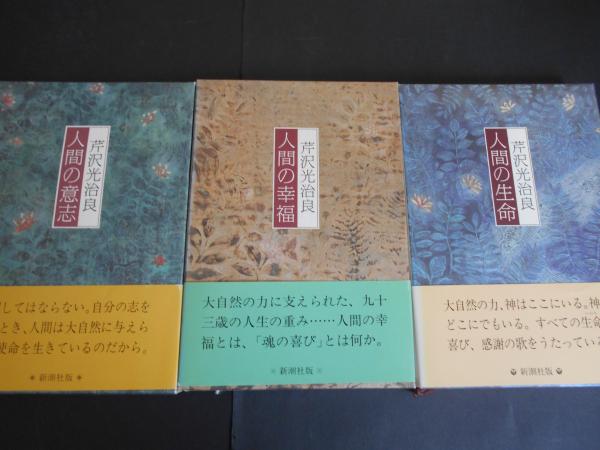 芹沢光治良
人間の意志
してはならない。自分の志を
とき、人間は大自然に与えら
使命を生きているのだから。
新潮社版
芹沢光治良
人間の幸福
大自然の力に支えられた、九十
三歳の人生の重み……人間の幸
福とは、「魂の喜び」とは何か。
新潮社版
芹沢光治良
人間の生命
大自然の力、神はここにいる。神
どこにでもいる。すべての生命
喜び、感謝の歌をうたっている
新潮社版